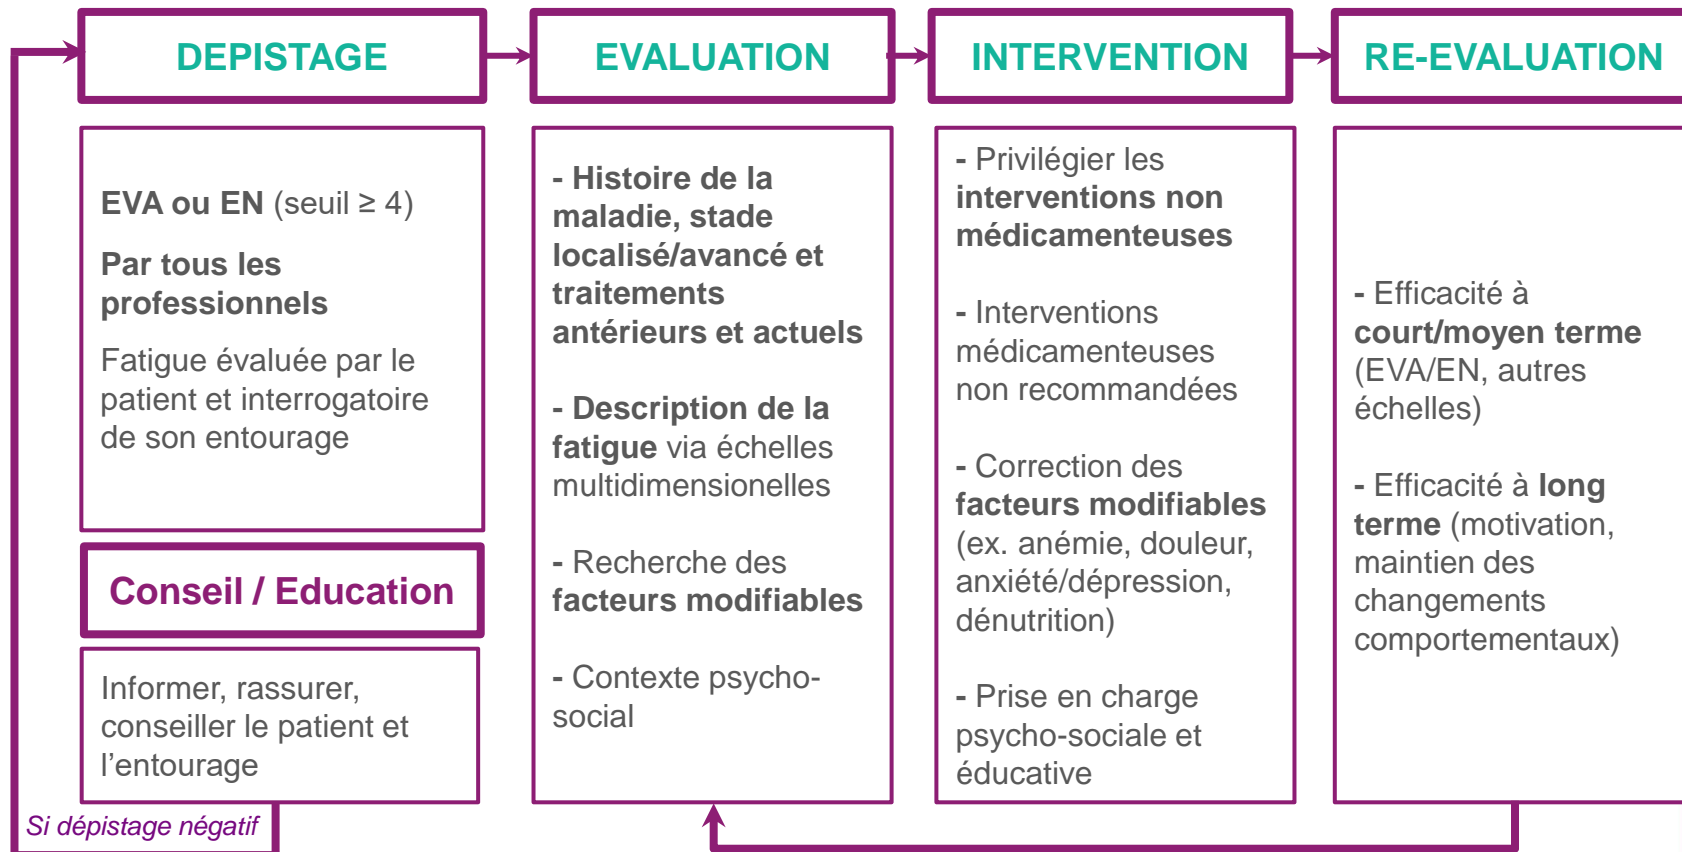 DEPISTAGE
EVALUATION
INTERVENTION
RE-EVALUATION
EVA ou EN (seuil ≥ 4)
Par tous les
professionnels
Fatigue évaluée par le
patient et interrogatoire
de son entourage
Conseil / Education
Informer, rassurer,
conseiller le patient et
l’entourage
Si dépistage négatif
- Histoire de la
maladie, stade
localisé/avancé et
traitements
antérieurs et actuels
- Description de la
fatigue via échelles
multidimensionelles
- Recherche des
facteurs modifiables
- Contexte psycho-
social
- Privilégier les
interventions non
médicamenteuses
- Interventions
médicamenteuses
non recommandées
- Correction des
facteurs modifiables
(ex. anémie, douleur,
anxiété/dépression,
dénutrition)
- Prise en charge
psycho-sociale et
éducative
- Efficacité à
court/moyen terme
(EVA/EN, autres
échelles)
- Efficacité à long
terme (motivation,
maintien des
changements
comportementaux)